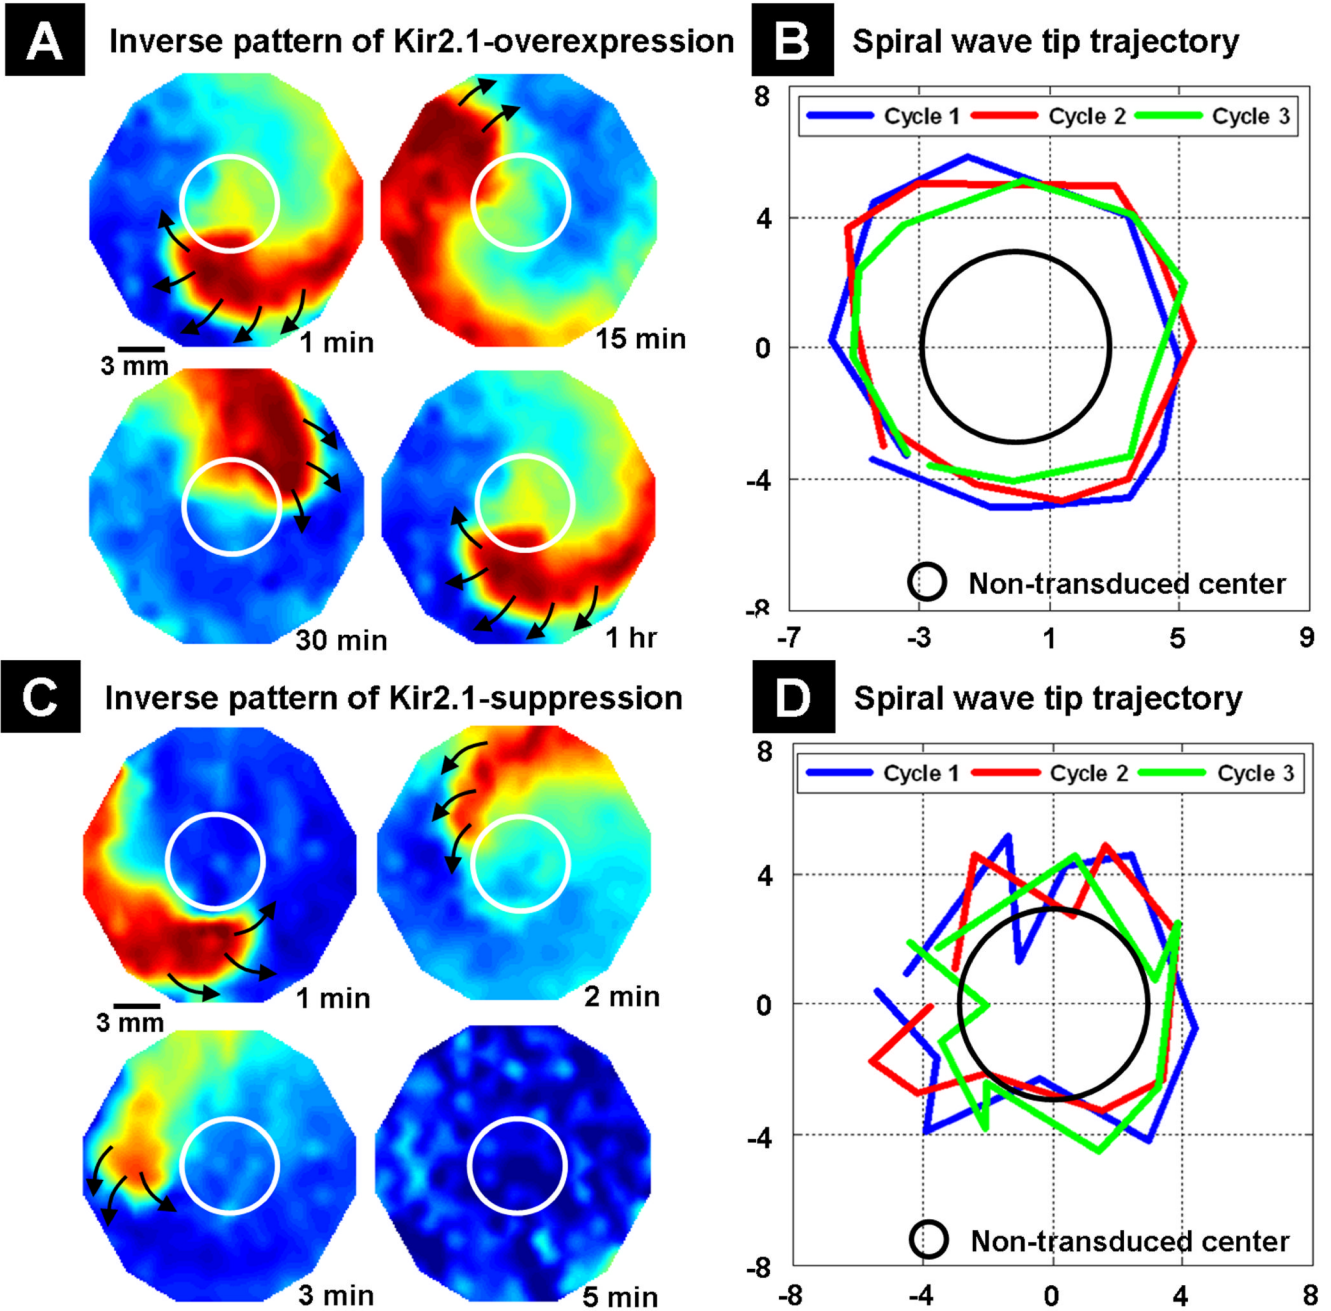 A Inverse pattern of Kir2.1-overexpression
1 min
15 min
3 mm
30 min
1 hr
B Spiral wave tip trajectory
8
Cycle 1 Cycle 2 Cycle 3
4
0
-4
Non-transduced center
-8
-7 -3 1 5 9
C Inverse pattern of Kir2.1-suppression
1 min
2 min
3 mm
3 min
5 min
D Spiral wave tip trajectory
8
Cycle 1 Cycle 2 Cycle 3
4
0
-4
Non-transduced center
-8
-8 -4 0 4 8